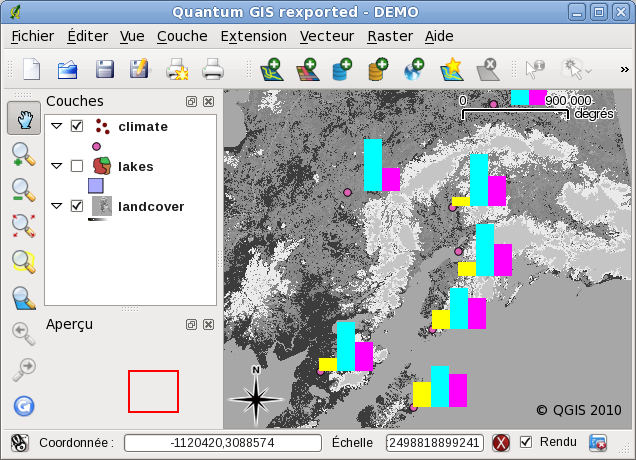 Quantum GIS rexported - DEMO
Fichier Éditer Vue Couche Extension Vecteur Raster Aide
»
Couches
climate
lakes
landcover
Aperçu
0 900 000
degrés
N
© QGIS 2010
Coordonnée : -1120420,3088574 Échelle 2498818899241 Rendu